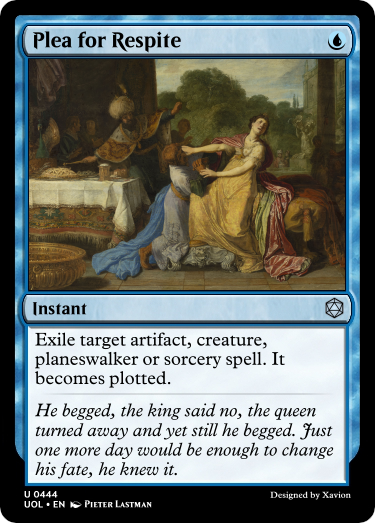 Plea for Respite
Instant
Exile target artifact, creature,
planeswalker or sorcery spell. It
becomes plotted.
He begged, the king said no, the queen
turned away and yet still he begged. Just
one more day would be enough to change
his fate, he knew it.
U 0444
UOL • EN Pieter Lastman
Designed by Xavion